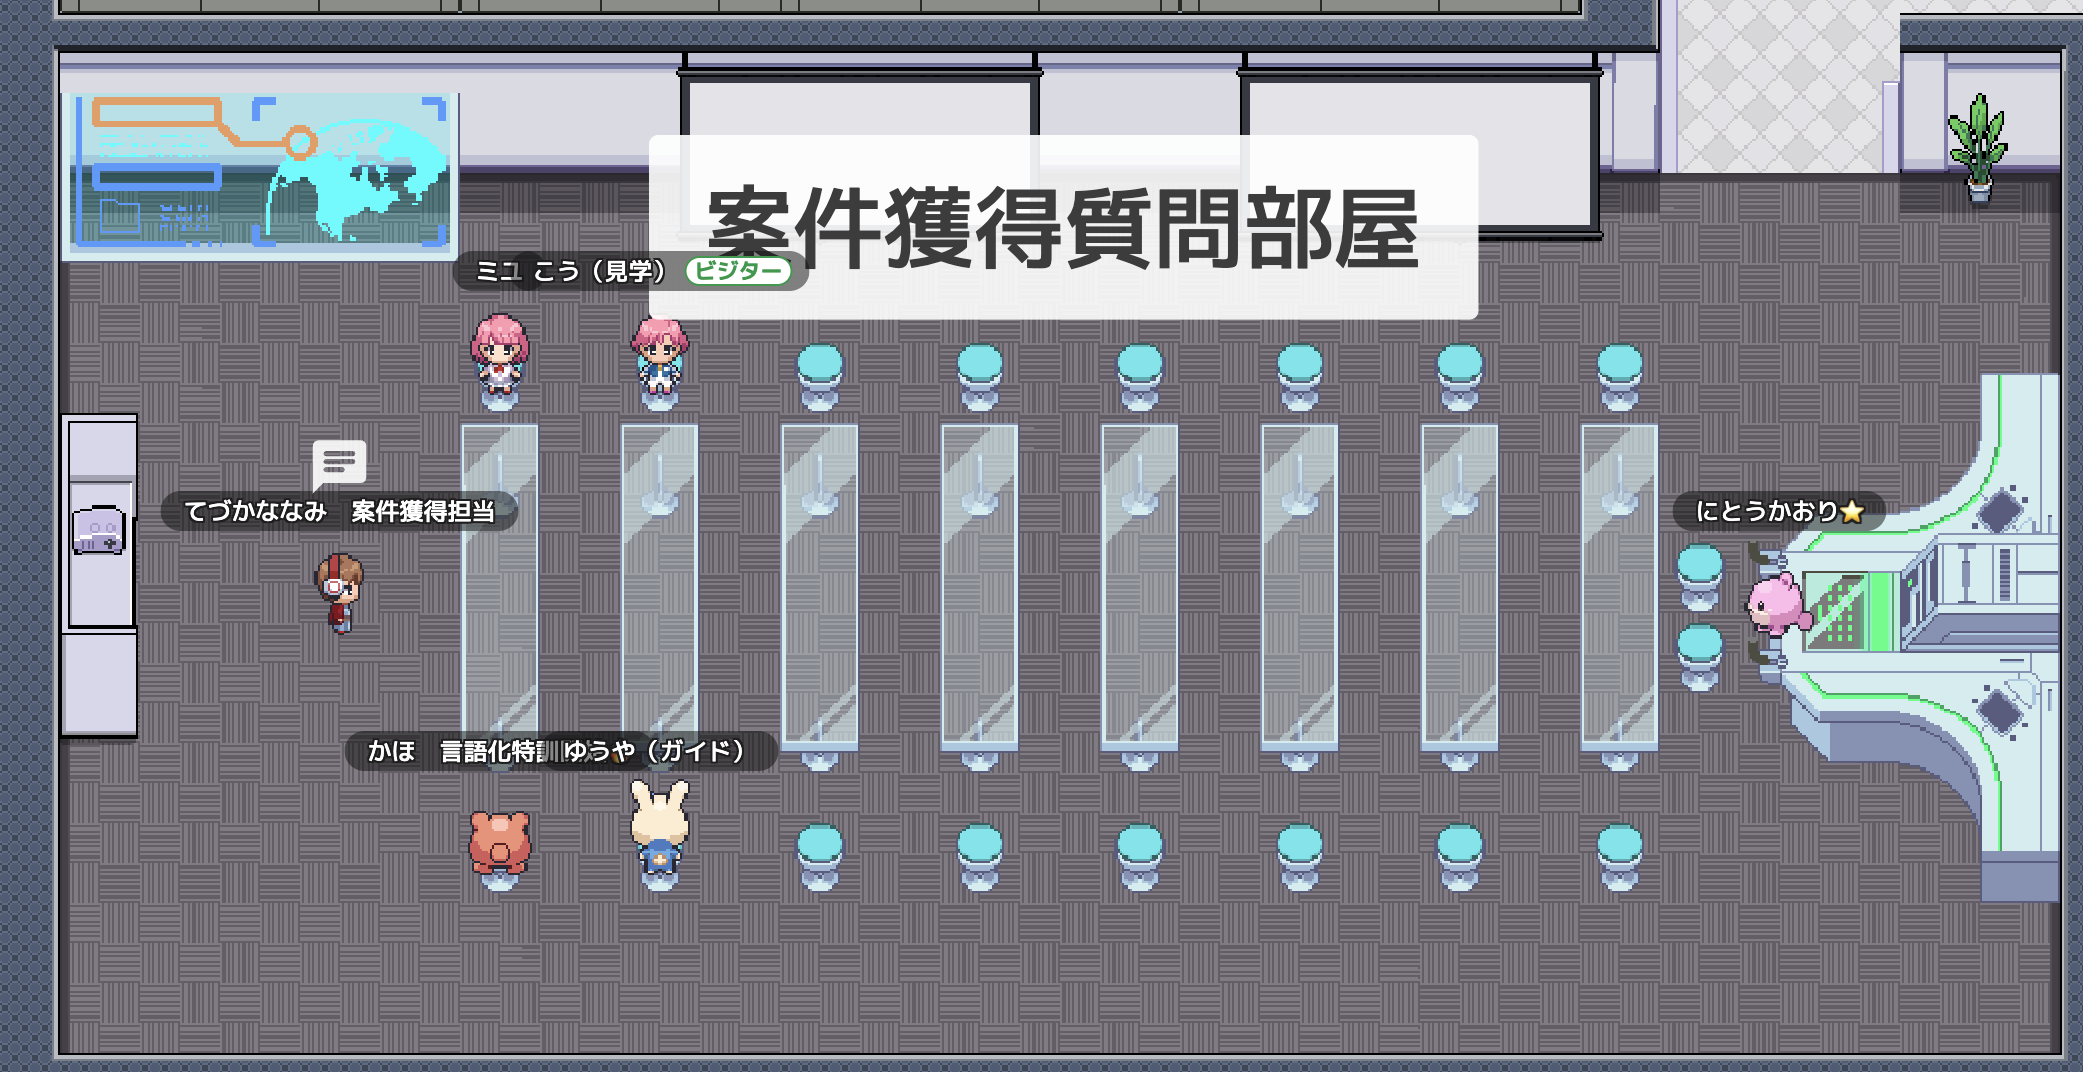 案件獲得質問部屋
ミユ こう（見学） ビジター
てづかななみ 案件獲得担当
にとうかおり⭐
かほ 言語化特訓
ゆうや（ガイド）